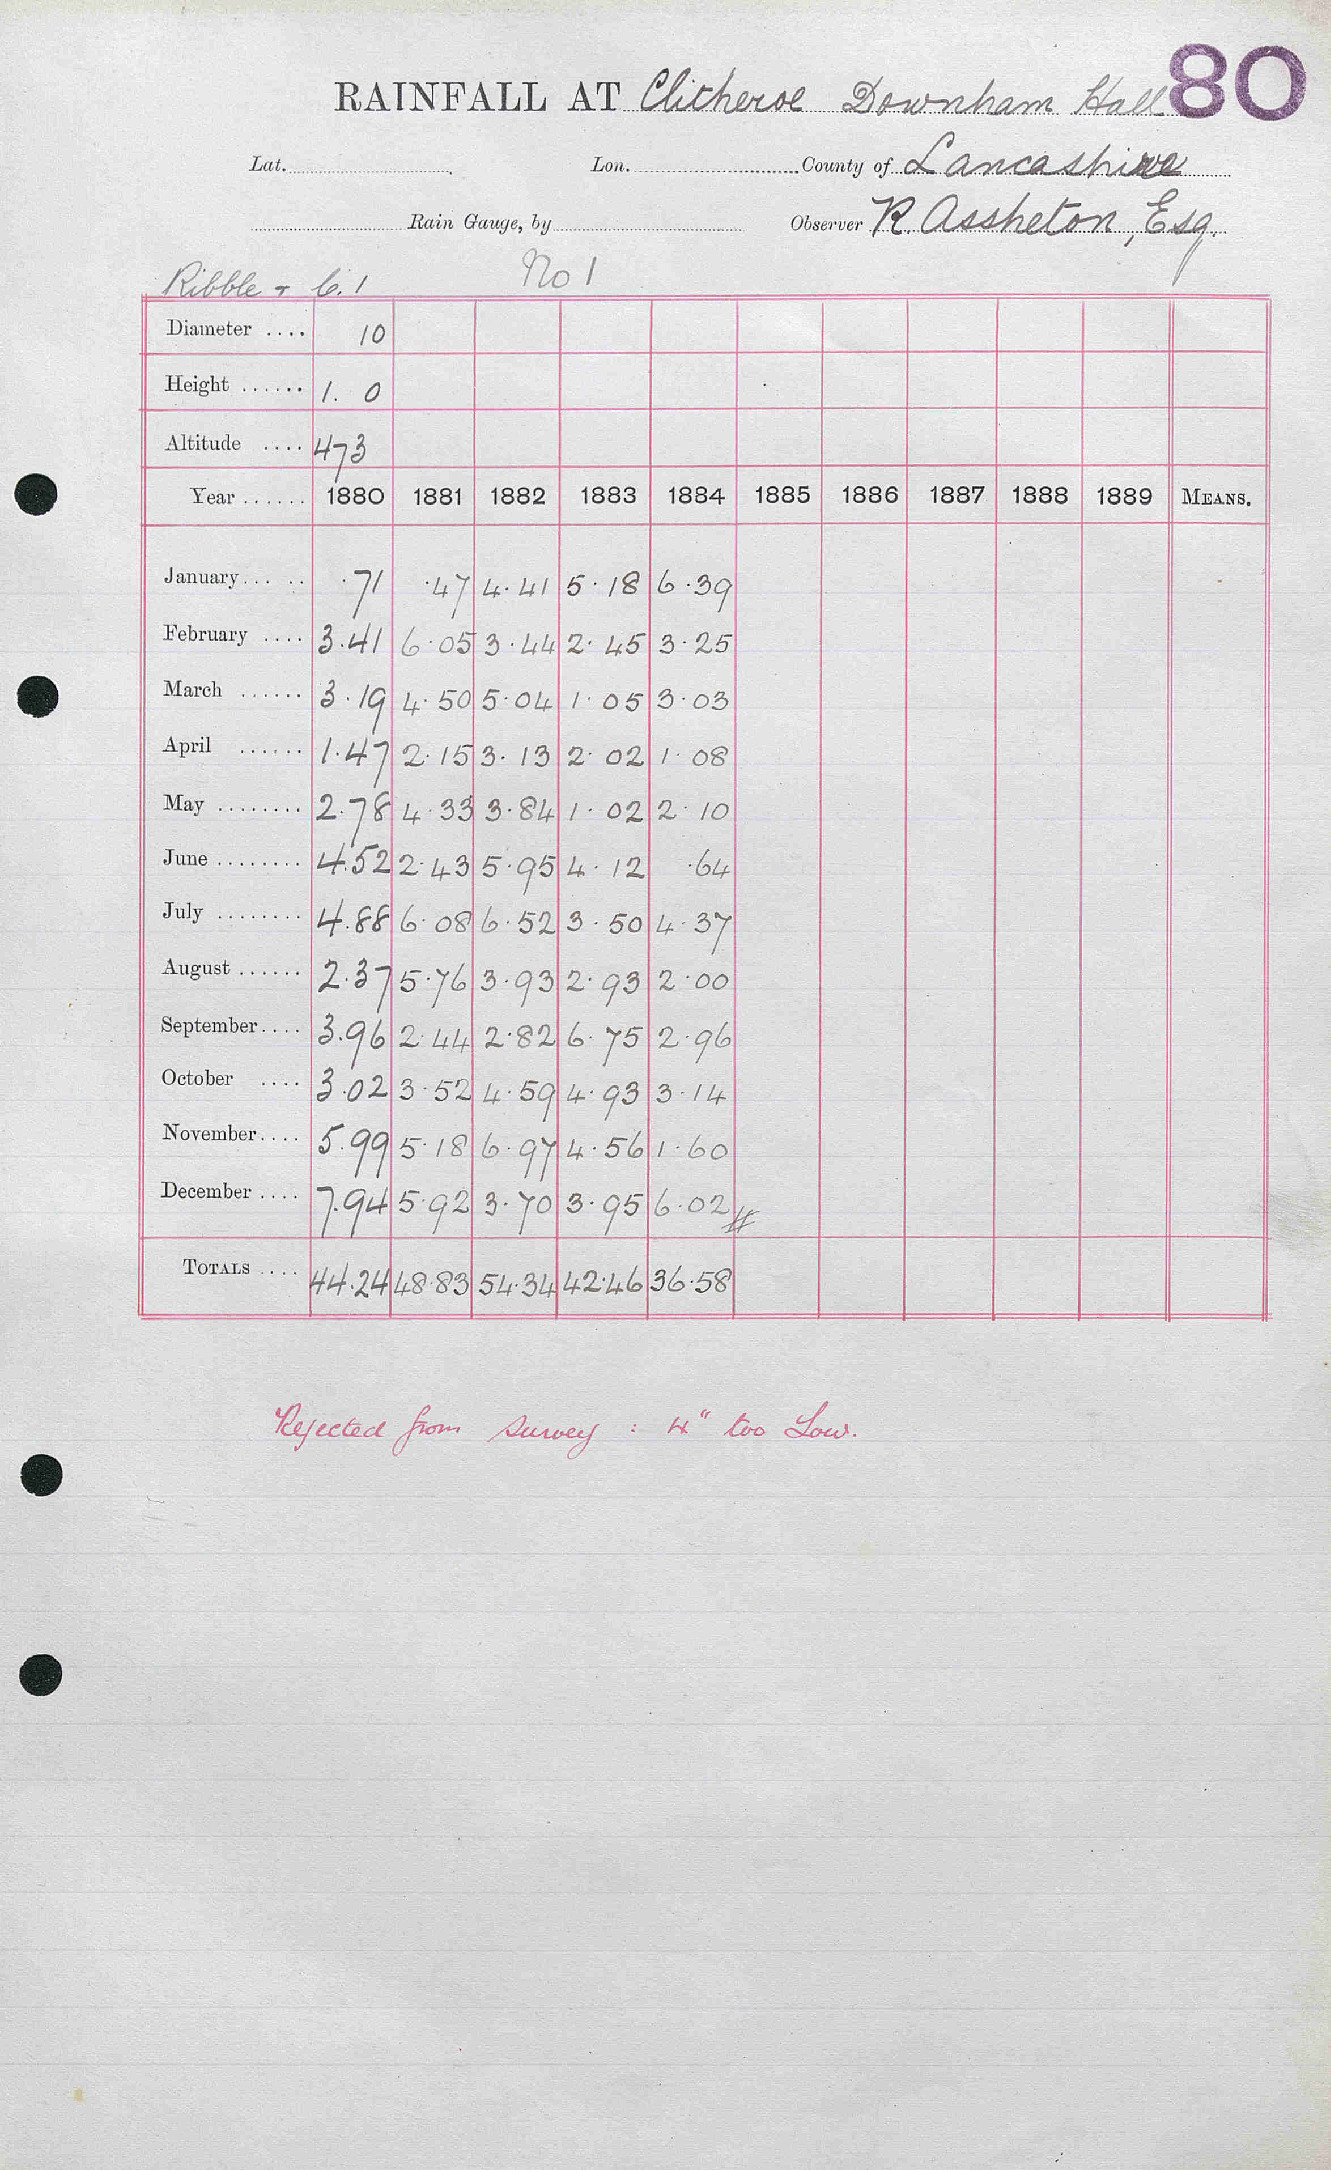 RAINFALL AT Clitheroe Downham Hall 80
Lat. Lon. County of Lancashire
Rain Gauge, by Observer R. Assheton, Esq.
Ribble No 1
Diameter .... 10
Height ...... 1. 0
Altitude .... 473
Year ...... 1880 1881 1882 1883 1884 1885 1886 1887 1888 1889 MEANS.
January... .. .71 .47 4.41 5.18 6.39
February .... 3.41 6.05 3.44 2.45 3.25
March ...... 3.19 4.50 5.04 1.05 3.03
April ...... 1.47 2.15 3.13 2.02 1.08
May ........ 2.78 4.33 3.84 1.02 2.10
June ........ 4.52 2.43 5.95 4.12 .64
July ........ 4.88 6.08 6.52 3.50 4.37
August ...... 2.37 5.76 3.93 2.93 2.00
September.... 3.96 2.44 2.82 6.75 2.96
October .... 3.02 3.52 4.59 4.93 3.14
November.... 5.99 5.18 6.97 4.56 1.60
December .... 7.94 5.92 3.70 3.95 6.02
TOTALS .... 44.24 48.83 54.34 42.46 36.58
Rejected from survey : 4" too Low.